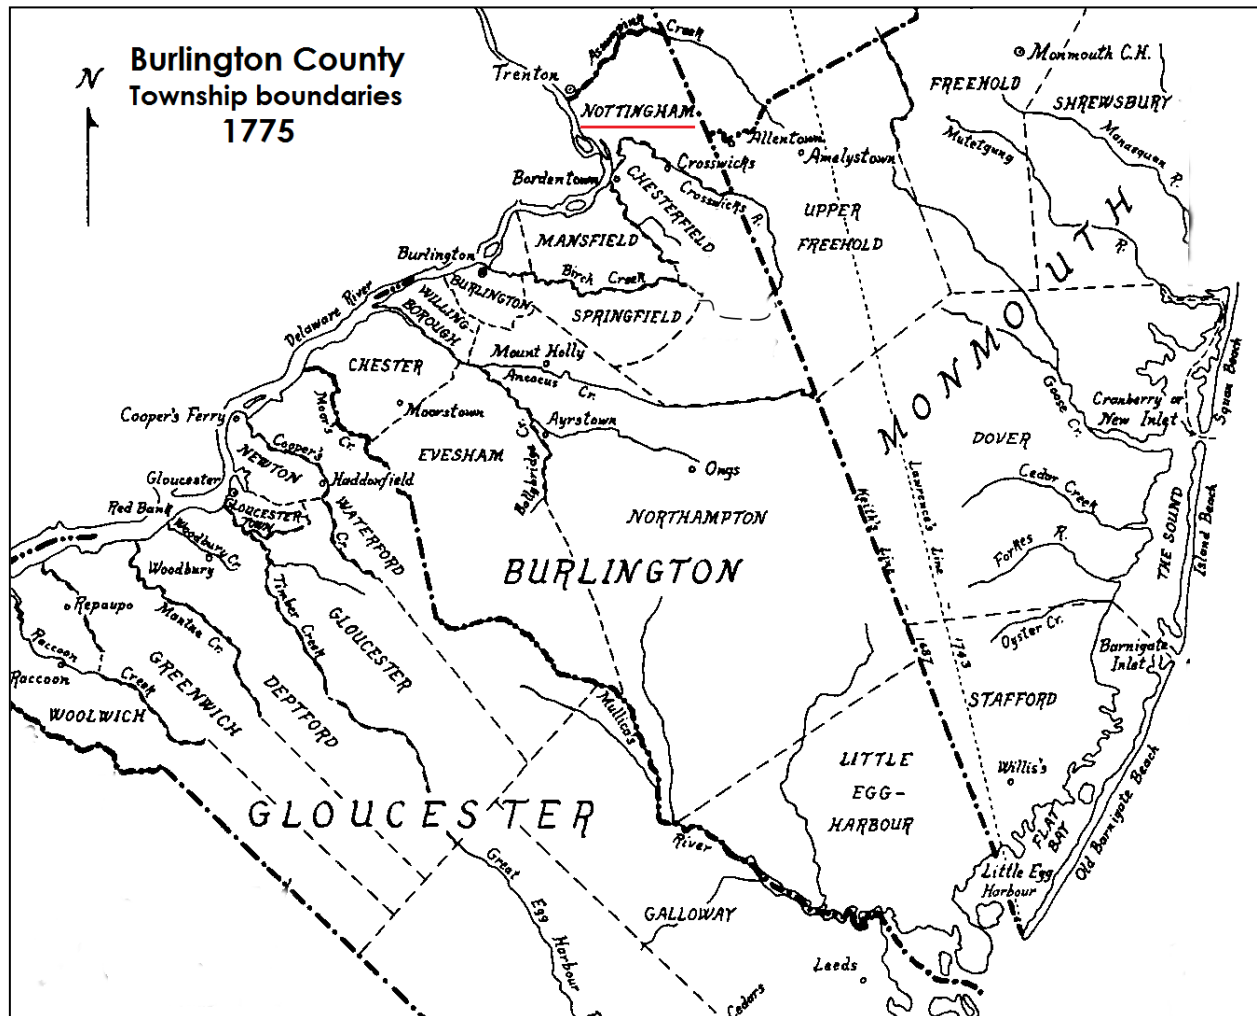 Burlington County
Township boundaries
1775
N
Assunpink Creek
Trenton
NOTTINGHAM
Allentown
Amelystown
Monmouth C.H.
FREEHOLD
SHREWSBURY
Manasquan R.
Mutetgung R.
Crosswicks
Crosswicks R.
Bordentown
CHESTERFIELD
UPPER
FREEHOLD
MONMOUTH
MANSFIELD
Burlington
BURLINGTON
Birch Creek
Delaware River
WILLING-
BOROUGH
SPRINGFIELD
CHESTER
Mount Holly
Ancocus Cr.
Squan Beach
Cranberry or
New Inlet
Goose Cr.
Moorstown
Moor's Cr.
Cooper's Ferry
Cooper's Cr.
Ayrstown
EVESHAM
DOVER
NEWTON
Haddonfield
Ongs
Bollybridge Cr.
Gloucester
GLOUCESTER
TOWN
Red Bank
WATERFORD
NORTHAMPTON
Keith's Line 1687
Lawrence's Line 1743
Cedar Creek
THE SOUND
Island Beach
Forkes R.
Woodbury Cr.
Woodbury
BURLINGTON
Repaupo
Mantua Cr.
Timber Creek
GLOUCESTER
Oyster Cr.
Barnigate
Inlet
Raccoon Creek
Raccoon
GREENWICH
DEPTFORD
WOOLWICH
STAFFORD
Mullica's River
LITTLE
EGG-
HARBOUR
Willis's
FLAT
BAY
Old Barnigate Beach
GLOUCESTER
Little Egg
Harbour
Great Egg Harbour R
GALLOWAY
Leeds
Cedars